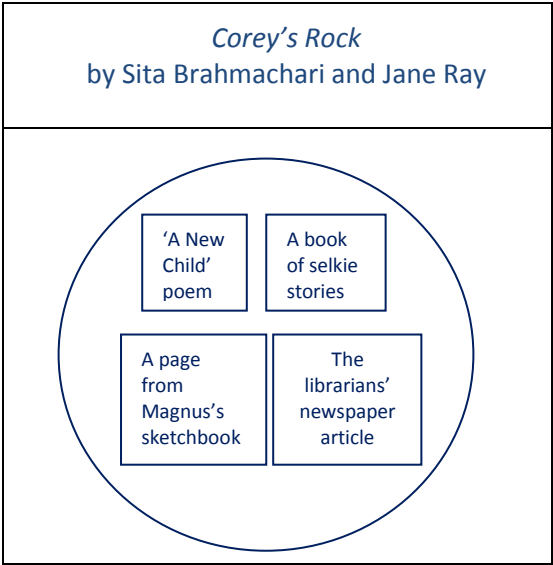 Corey’s Rock
by Sita Brahmachari and Jane Ray
‘A New
Child’
poem
A book
of selkie
stories
A page
from
Magnus’s
sketchbook
The
librarians’
newspaper
article